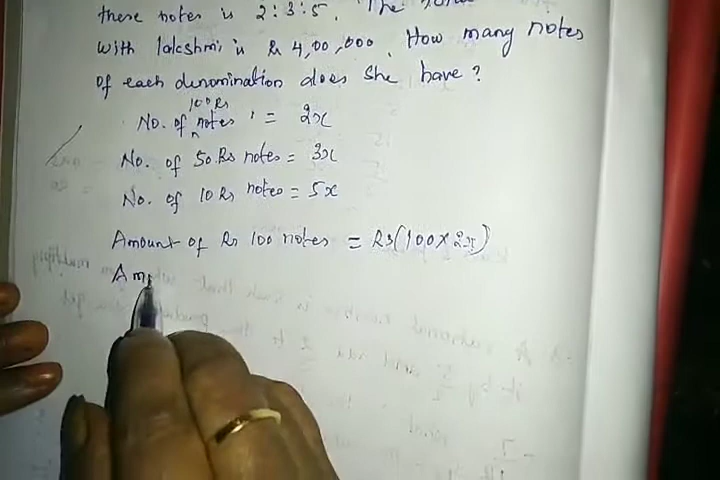 these notes is 2:3:5. The
with lakshmi is Rs 4,00,000. How many notes
of each denomination does she have?
100 Rs
No. of notes = 2x
No. of 50 Rs notes = 3x
No. of 10 Rs notes = 5x
Amount of Rs 100 notes = Rs(100×2x)
Am